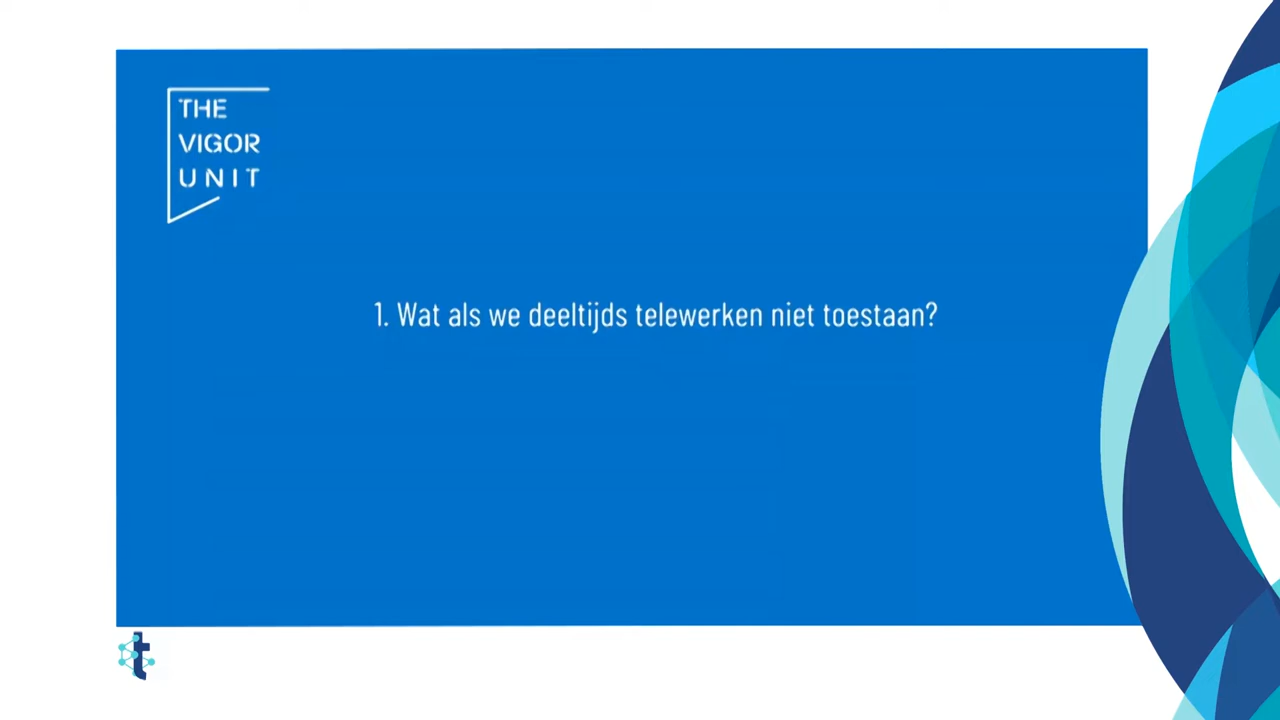 THE
VIGOR
UNIT
1. Wat als we deeltijds telewerken niet toestaan?
t